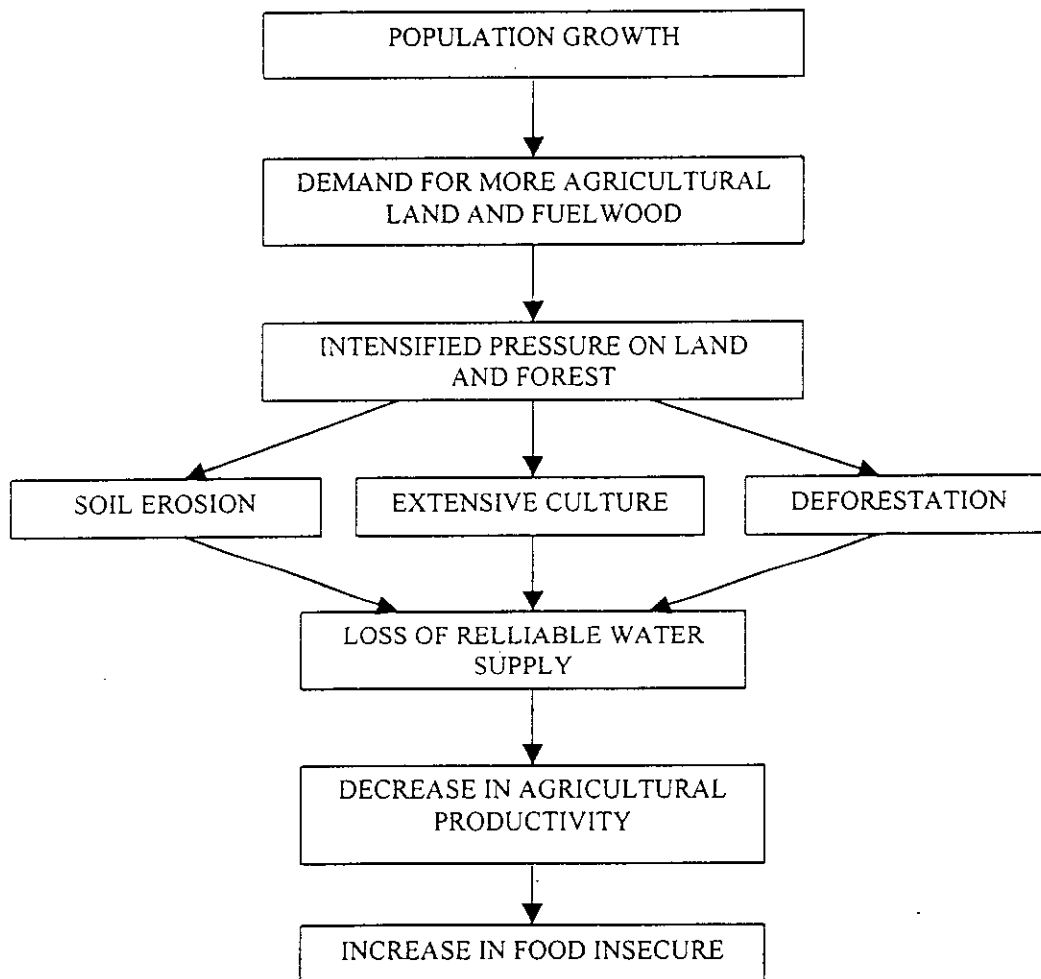 POPULATION GROWTH
DEMAND FOR MORE AGRICULTURAL
LAND AND FUELWOOD
INTENSIFIED PRESSURE ON LAND
AND FOREST
SOIL EROSION
EXTENSIVE CULTURE
DEFORESTATION
LOSS OF RELLIABLE WATER
SUPPLY
DECREASE IN AGRICULTURAL
PRODUCTIVITY
INCREASE IN FOOD INSECURE